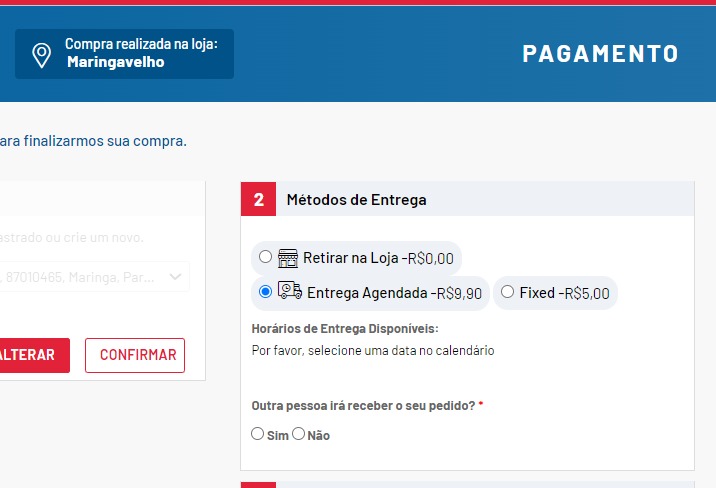 Compra realizada na loja:
Maringavelho
PAGAMENTO
ara finalizarmos sua compra.
2 Métodos de Entrega
astrado ou crie um novo.
, 87010465, Maringa, Par...
ALTERAR
CONFIRMAR
Retirar na Loja -R$0,00
Entrega Agendada -R$9,90
Fixed -R$5,00
Horários de Entrega Disponíveis:
Por favor, selecione uma data no calendário
Outra pessoa irá receber o seu pedido? *
Sim Não